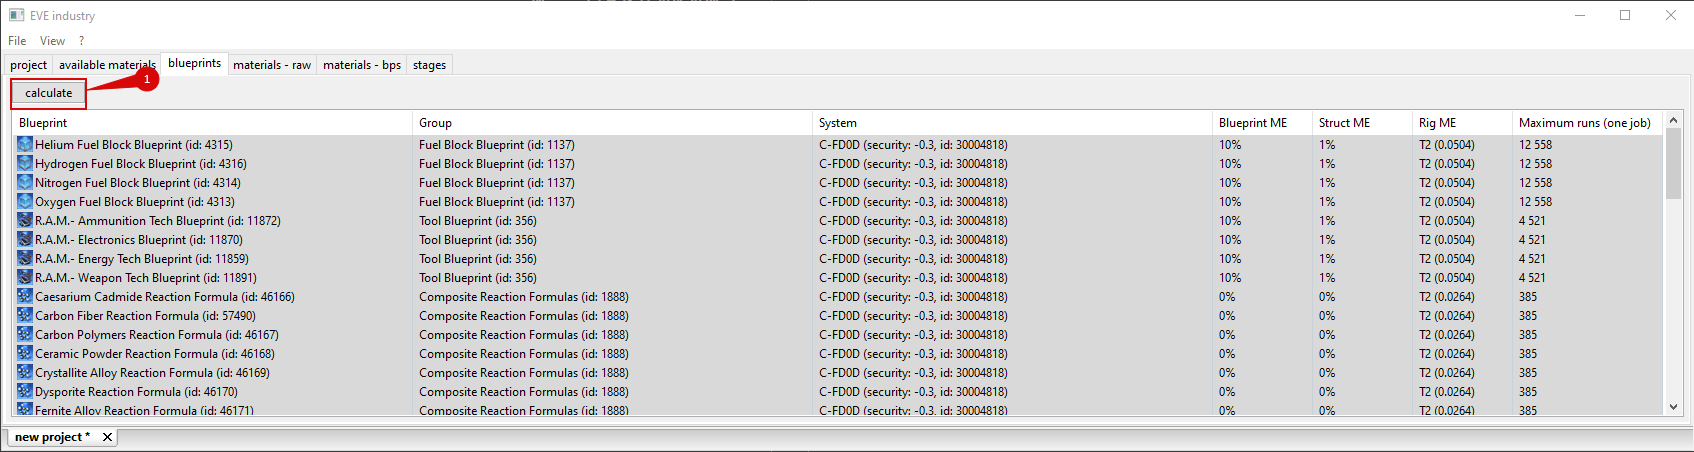 EVE industry
File View ?
project available materials blueprints materials - raw materials - bps stages
1
calculate
Blueprint Group System Blueprint ME Struct ME Rig ME Maximum runs (one job)
Helium Fuel Block Blueprint (id: 4315) Fuel Block Blueprint (id: 1137) C-FD0D (security: -0.3, id: 30004818) 10% 1% T2 (0.0504) 12 558
Hydrogen Fuel Block Blueprint (id: 4316) Fuel Block Blueprint (id: 1137) C-FD0D (security: -0.3, id: 30004818) 10% 1% T2 (0.0504) 12 558
Nitrogen Fuel Block Blueprint (id: 4314) Fuel Block Blueprint (id: 1137) C-FD0D (security: -0.3, id: 30004818) 10% 1% T2 (0.0504) 12 558
Oxygen Fuel Block Blueprint (id: 4313) Fuel Block Blueprint (id: 1137) C-FD0D (security: -0.3, id: 30004818) 10% 1% T2 (0.0504) 12 558
R.A.M.- Ammunition Tech Blueprint (id: 11872) Tool Blueprint (id: 356) C-FD0D (security: -0.3, id: 30004818) 10% 1% T2 (0.0504) 4 521
R.A.M.- Electronics Blueprint (id: 11870) Tool Blueprint (id: 356) C-FD0D (security: -0.3, id: 30004818) 10% 1% T2 (0.0504) 4 521
R.A.M.- Energy Tech Blueprint (id: 11859) Tool Blueprint (id: 356) C-FD0D (security: -0.3, id: 30004818) 10% 1% T2 (0.0504) 4 521
R.A.M.- Weapon Tech Blueprint (id: 11891) Tool Blueprint (id: 356) C-FD0D (security: -0.3, id: 30004818) 10% 1% T2 (0.0504) 4 521
Caesarium Cadmide Reaction Formula (id: 46166) Composite Reaction Formulas (id: 1888) C-FD0D (security: -0.3, id: 30004818) 0% 0% T2 (0.0264) 385
Carbon Fiber Reaction Formula (id: 57490) Composite Reaction Formulas (id: 1888) C-FD0D (security: -0.3, id: 30004818) 0% 0% T2 (0.0264) 385
Carbon Polymers Reaction Formula (id: 46167) Composite Reaction Formulas (id: 1888) C-FD0D (security: -0.3, id: 30004818) 0% 0% T2 (0.0264) 385
Ceramic Powder Reaction Formula (id: 46168) Composite Reaction Formulas (id: 1888) C-FD0D (security: -0.3, id: 30004818) 0% 0% T2 (0.0264) 385
Crystallite Alloy Reaction Formula (id: 46169) Composite Reaction Formulas (id: 1888) C-FD0D (security: -0.3, id: 30004818) 0% 0% T2 (0.0264) 385
Dysporite Reaction Formula (id: 46170) Composite Reaction Formulas (id: 1888) C-FD0D (security: -0.3, id: 30004818) 0% 0% T2 (0.0264) 385
Fernite Alloy Reaction Formula (id: 46171) Composite Reaction Formulas (id: 1888) C-FD0D (security: -0.3, id: 30004818) 0% 0% T2 (0.0264) 385
new project *